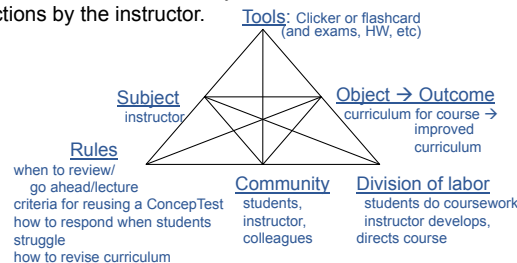 ctions by the instructor.
Tools: Clicker or flashcard
(and exams, HW, etc)
Subject
instructor
Object → Outcome
curriculum for course →
improved
curriculum
Rules
when to review/
go ahead/lecture
criteria for reusing a ConcepTest
how to respond when students
struggle
how to revise curriculum
Community
students,
instructor,
colleagues
Division of labor
students do coursework
instructor develops,
directs course